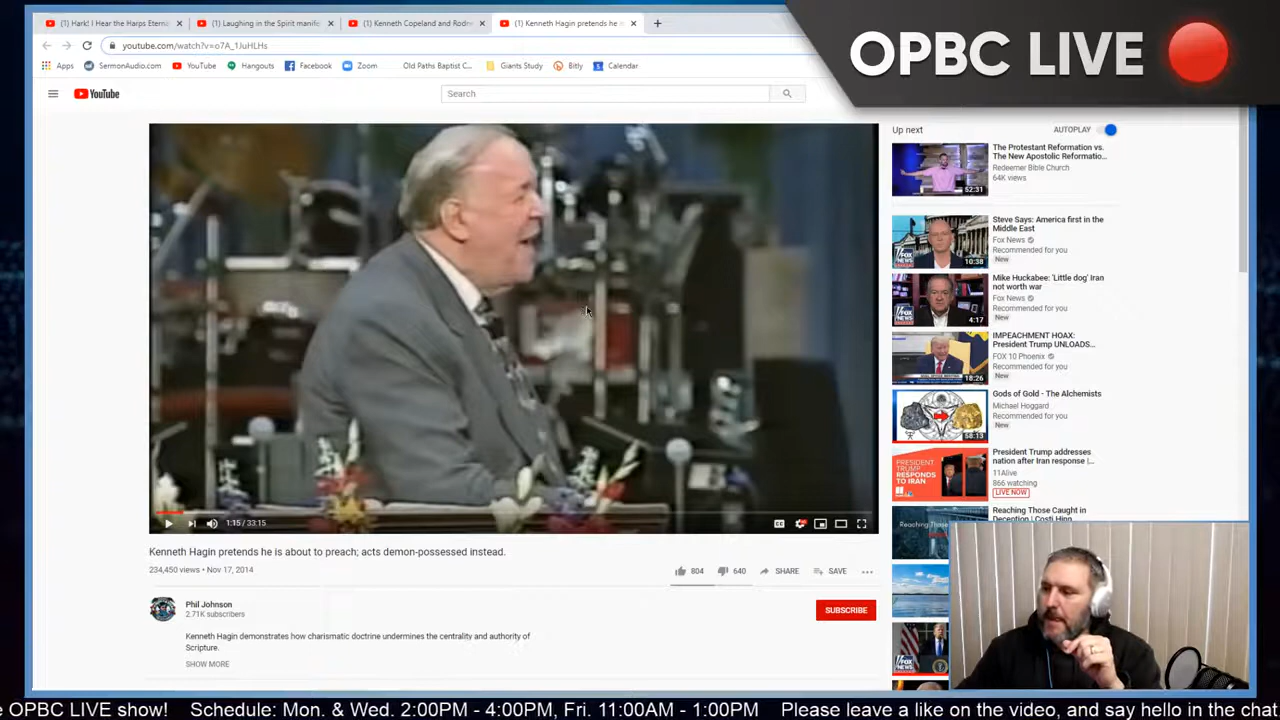 (1) Hark! I Hear the Harps Eterna
(1) Laughing in the Spirit manife
(1) Kenneth Copeland and Rodne
(1) Kenneth Hagin pretends he is
OPBC LIVE
youtube.com/watch?v=o7A_1JuHLHs
Apps
SermonAudio.com
YouTube
Hangouts
Facebook
Zoom
Old Paths Baptist C...
Giants Study
Bitly
Calendar
YouTube
Search
Up next
AUTOPLAY
The Protestant Reformation vs.
The New Apostolic Reformatio...
Redeemer Bible Church
64K views
52:31
Steve Says: America first in the
Middle East
Fox News
Recommended for you
New
10:38
Mike Huckabee: 'Little dog' Iran
not worth war
Fox News
Recommended for you
New
4:17
IMPEACHMENT HOAX:
President Trump UNLOADS...
FOX 10 Phoenix
Recommended for you
18:26
Gods of Gold - The Alchemists
Michael Hoggard
Recommended for you
New
58:13
PRESIDENT
TRUMP
RESPONDS
TO IRAN
President Trump addresses
nation after Iran response |...
11Alive
866 watching
LIVE NOW
Reaching Those
Reaching Those Caught in
Deception | Costi Hinn
1:15 / 33:15
Kenneth Hagin pretends he is about to preach; acts demon-possessed instead.
234,450 views • Nov 17, 2014
804
640
SHARE
SAVE
Phil Johnson
2.71K subscribers
SUBSCRIBE
Kenneth Hagin demonstrates how charismatic doctrine undermines the centrality and authority of
Scripture.
SHOW MORE
e OPBC LIVE show! Schedule: Mon. & Wed. 2:00PM - 4:00PM, Fri. 11:00AM - 1:00PM Please leave a like on the video, and say hello in the chat